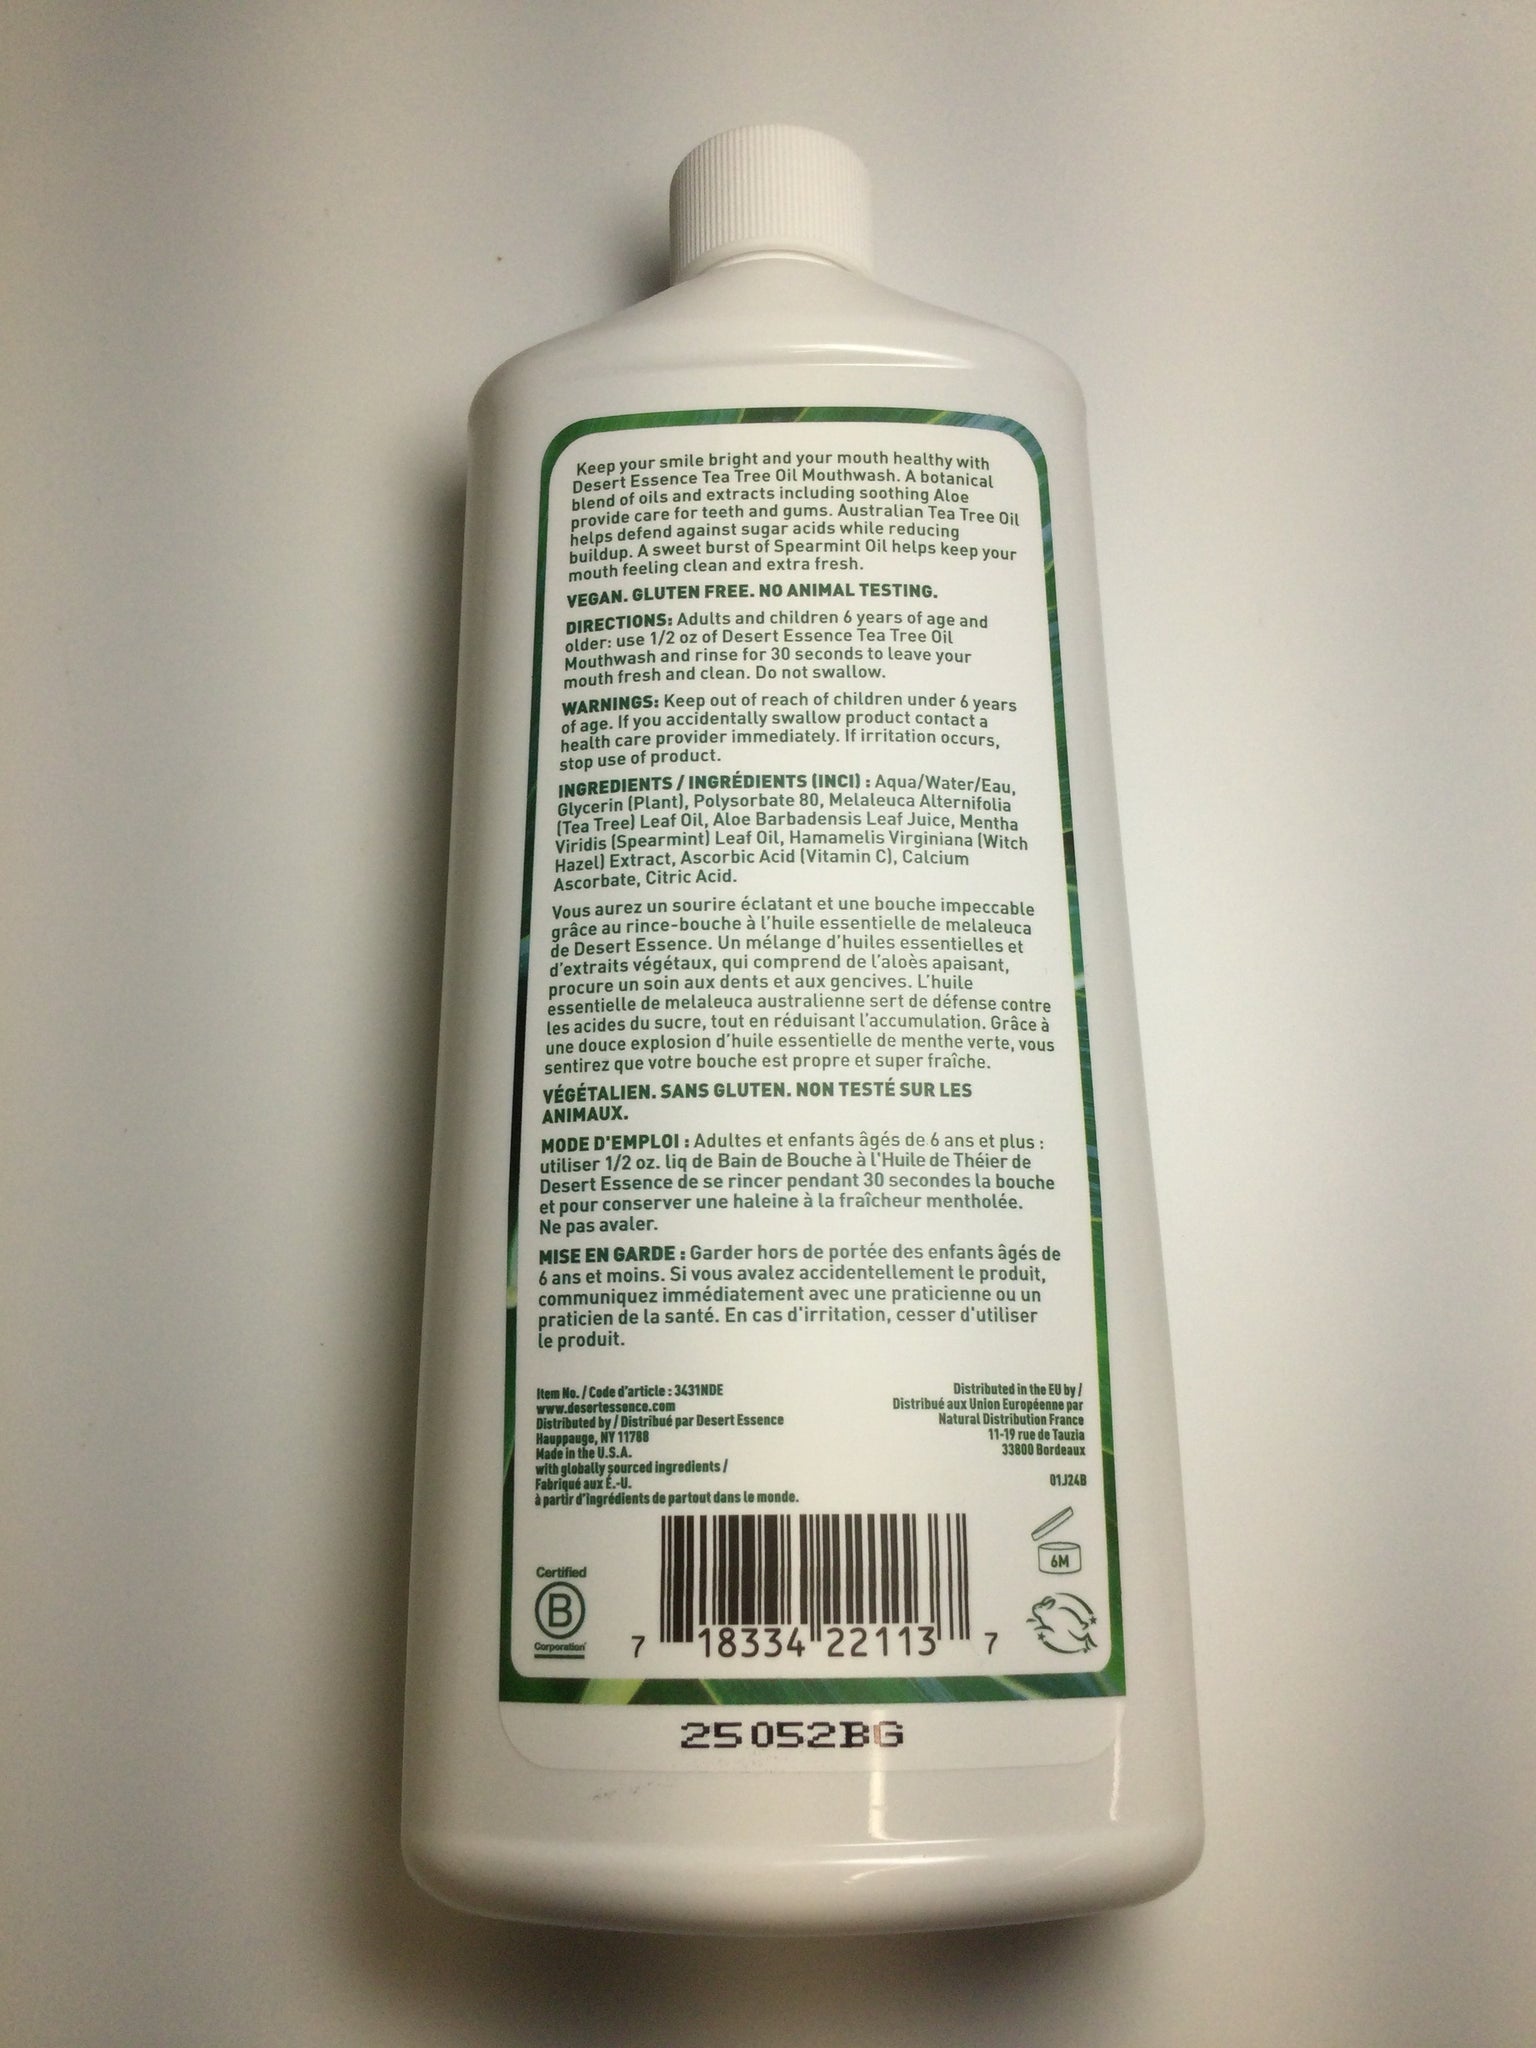 Keep your smile bright and your mouth healthy with
Desert Essence Tea Tree Oil Mouthwash. A botanical
blend of oils and extracts including soothing Aloe
provide care for teeth and gums. Australian Tea Tree Oil
helps defend against sugar acids while reducing
buildup. A sweet burst of Spearmint Oil helps keep your
mouth feeling clean and extra fresh.
VEGAN. GLUTEN FREE. NO ANIMAL TESTING.
DIRECTIONS: Adults and children 6 years of age and
older: use 1/2 oz of Desert Essence Tea Tree Oil
Mouthwash and rinse for 30 seconds to leave your
mouth fresh and clean. Do not swallow.
WARNINGS: Keep out of reach of children under 6 years
of age. If you accidentally swallow product contact a
health care provider immediately. If irritation occurs,
stop use of product.
INGREDIENTS / INGRÉDIENTS (INCI) : Aqua/Water/Eau,
Glycerin (Plant), Polysorbate 80, Melaleuca Alternifolia
(Tea Tree) Leaf Oil, Aloe Barbadensis Leaf Juice, Mentha
Viridis (Spearmint) Leaf Oil, Hamamelis Virginiana (Witch
Hazel) Extract, Ascorbic Acid (Vitamin C), Calcium
Ascorbate, Citric Acid.
Vous aurez un sourire éclatant et une bouche impeccable
grâce au rince-bouche à l'huile essentielle de melaleuca
de Desert Essence. Un mélange d'huiles essentielles et
d'extraits végétaux, qui comprend de l'aloès apaisant,
procure un soin aux dents et aux gencives. L'huile
essentielle de melaleuca australienne sert de défense contre
les acides du sucre, tout en réduisant l'accumulation. Grâce à
une douce explosion d'huile essentielle de menthe verte, vous
sentirez que votre bouche est propre et super fraîche.
VÉGÉTALIEN. SANS GLUTEN. NON TESTÉ SUR LES
ANIMAUX.
MODE D'EMPLOI : Adultes et enfants âgés de 6 ans et plus :
utiliser 1/2 oz. liq de Bain de Bouche à l'Huile de Théier de
Desert Essence de se rincer pendant 30 secondes la bouche
et pour conserver une haleine à la fraîcheur mentholée.
Ne pas avaler.
MISE EN GARDE : Garder hors de portée des enfants âgés de
6 ans et moins. Si vous avalez accidentellement le produit,
communiquez immédiatement avec une praticienne ou un
praticien de la santé. En cas d'irritation, cesser d'utiliser
le produit.
Item No. / Code d'article : 3431NDE
www.desertessence.com
Distributed by / Distribué par Desert Essence
Hauppauge, NY 11788
Made in the U.S.A.
with globally sourced ingredients /
Fabriqué aux É.-U.
à partir d'ingrédients de partout dans le monde.
Distributed in the EU by /
Distribué aux Union Européenne par
Natural Distribution France
11-19 rue de Tauzia
33800 Bordeaux
01J24B
Certified
B
Corporation
7 18334 22113 7
6M
25052BG